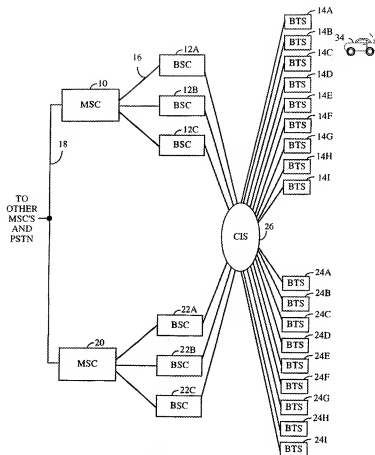 14A
BTS
34
14B
BTS
14C
BTS
14D
BTS
14E
BTS
14F
BTS
14G
BTS
14H
BTS
14I
BTS
16
12A
BSC
10
MSC
12B
BSC
12C
BSC
18
TO
OTHER
MSC'S
AND
PSTN
26
CIS
24A
BTS
24B
BTS
24C
BTS
24D
BTS
24E
BTS
24F
BTS
24G
BTS
24H
BTS
24I
BTS
22A
BSC
20
MSC
22B
BSC
22C
BSC